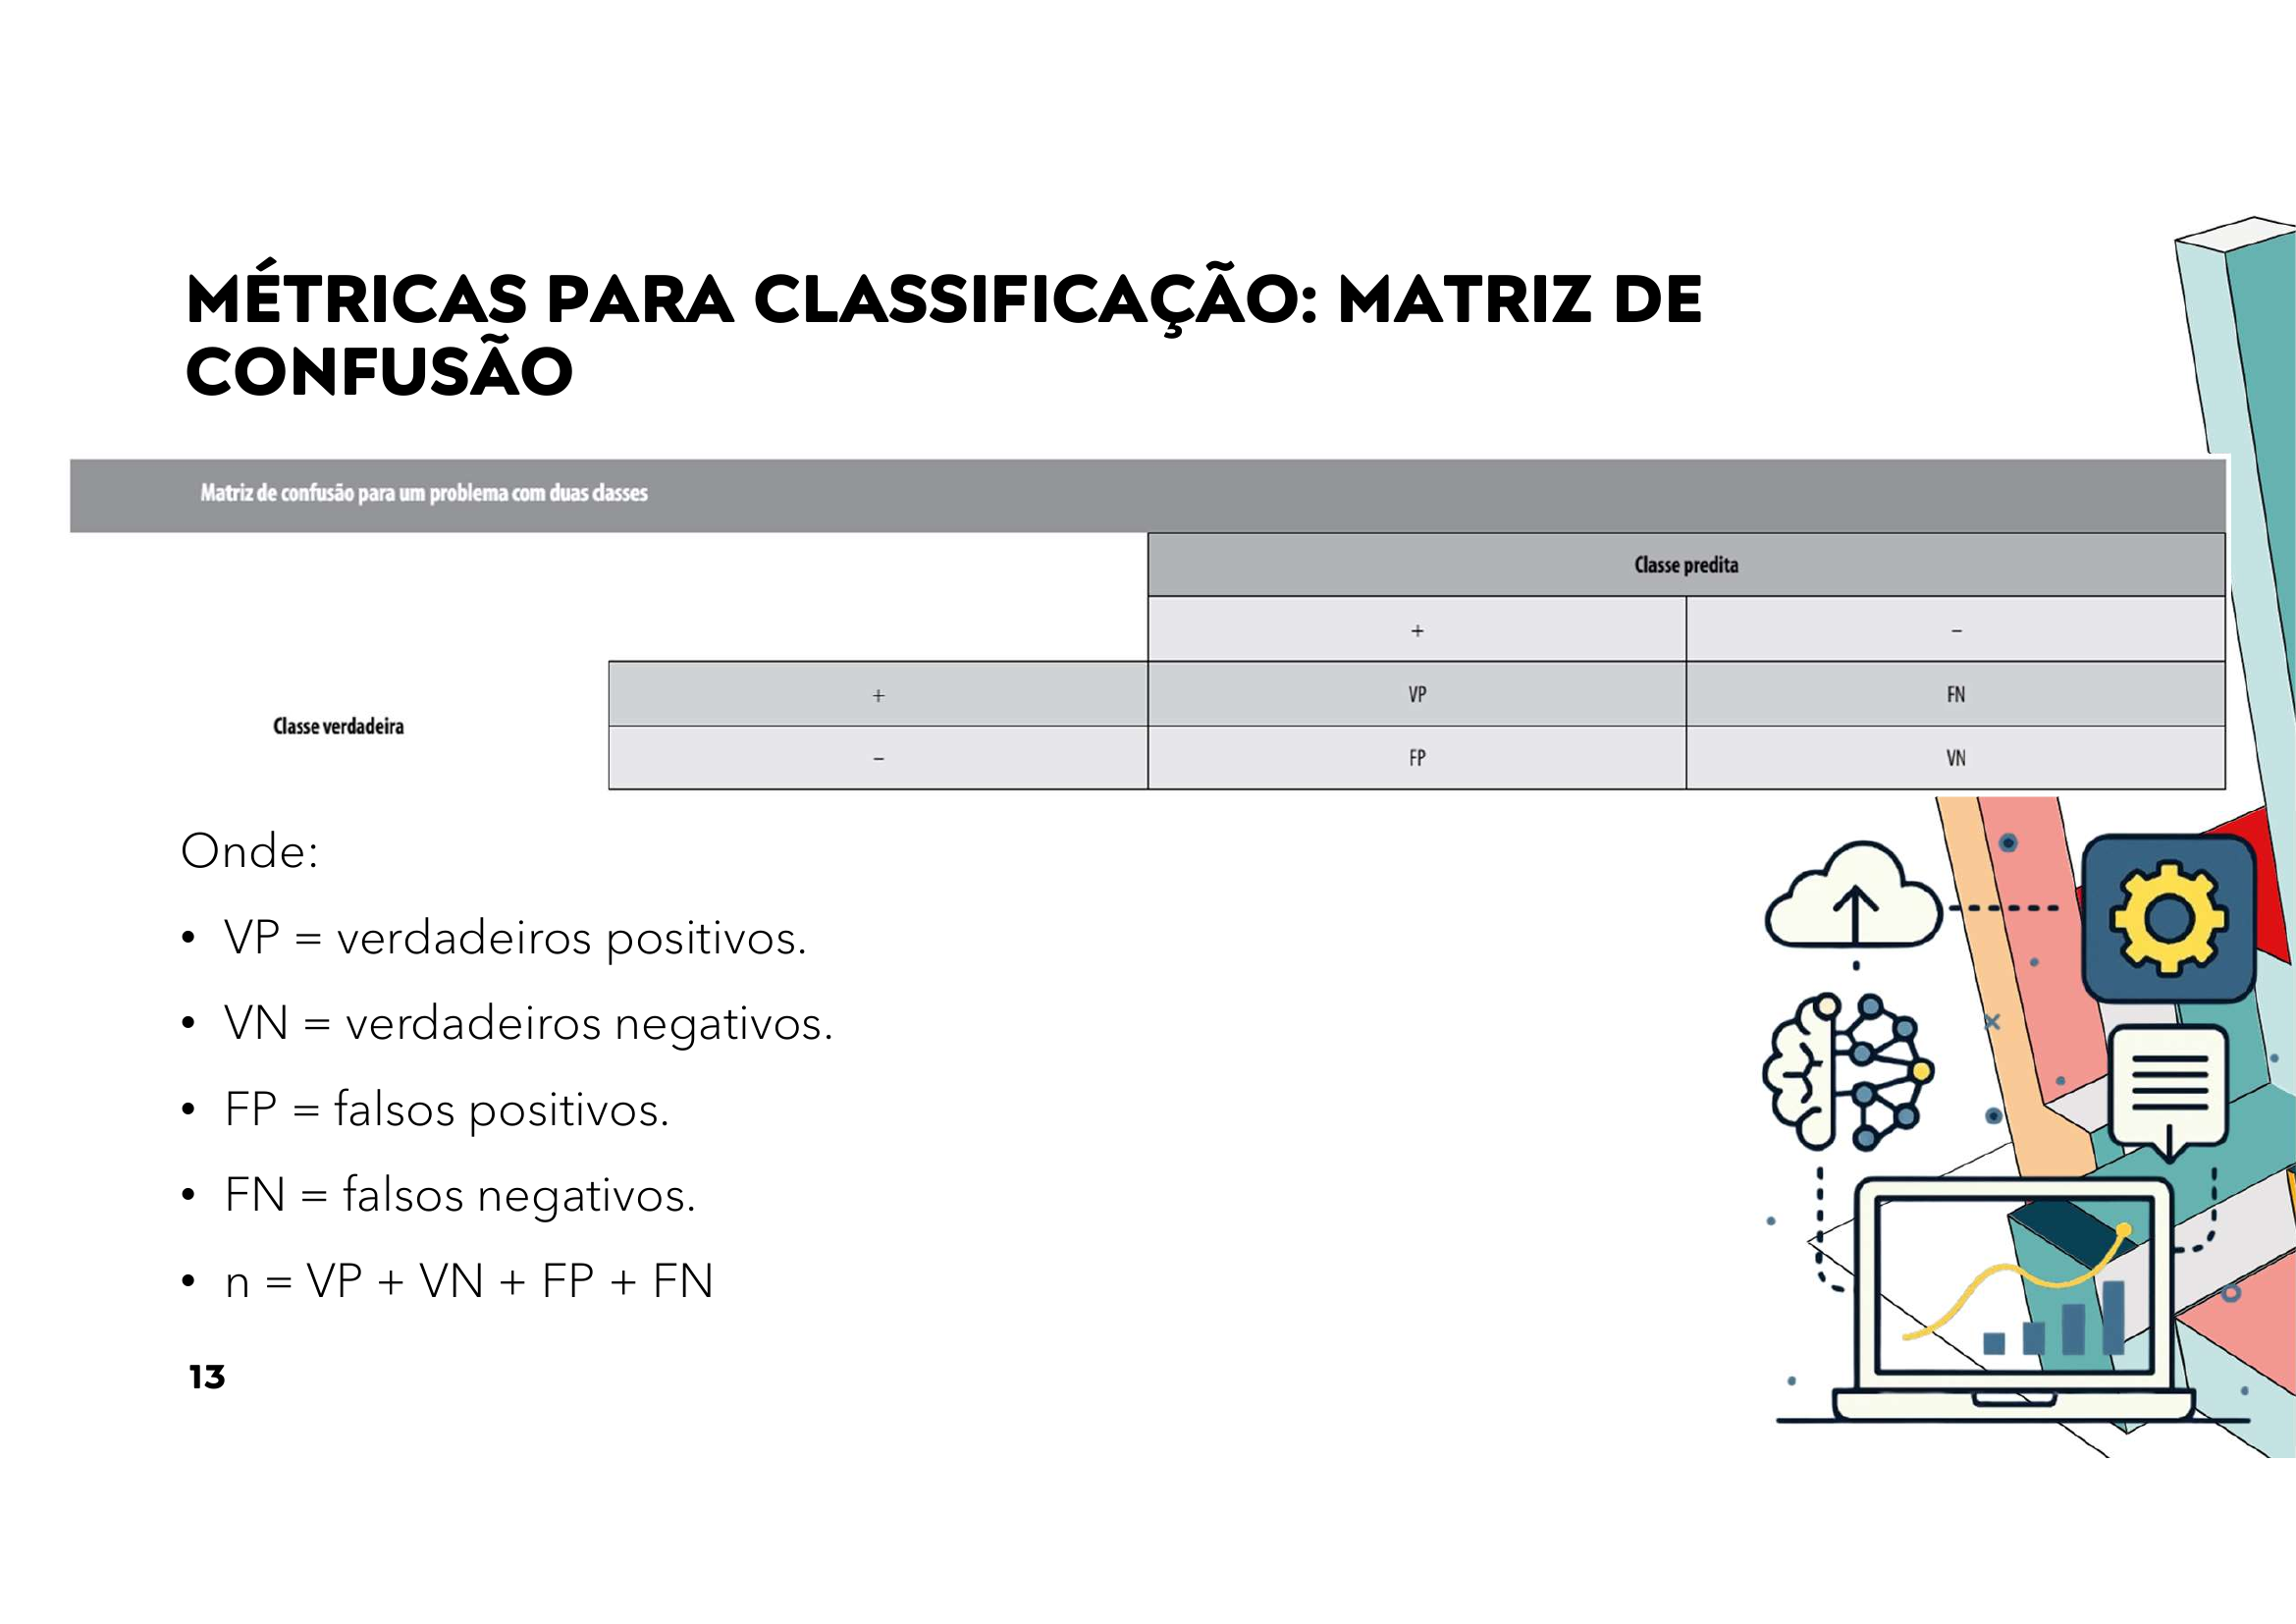 MÉTRICAS PARA CLASSIFICAÇÃO: MATRIZ DE
CONFUSÃO
Matriz de confusão para um problema com duas classes
Classe predita
+ −
+ VP FN
Classe verdadeira
− FP VN
Onde:
• VP = verdadeiros positivos.
• VN = verdadeiros negativos.
• FP = falsos positivos.
• FN = falsos negativos.
• n = VP + VN + FP + FN
13